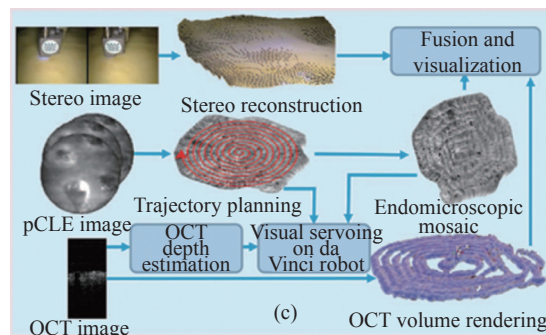 Fusion and
visualization
Stereo image
Stereo reconstruction
pCLE image
Trajectory planning
Endomicroscopic
mosaic
OCT
depth
estimation
Visual servoing
on da
Vinci robot
OCT image
(c)
OCT volume rendering